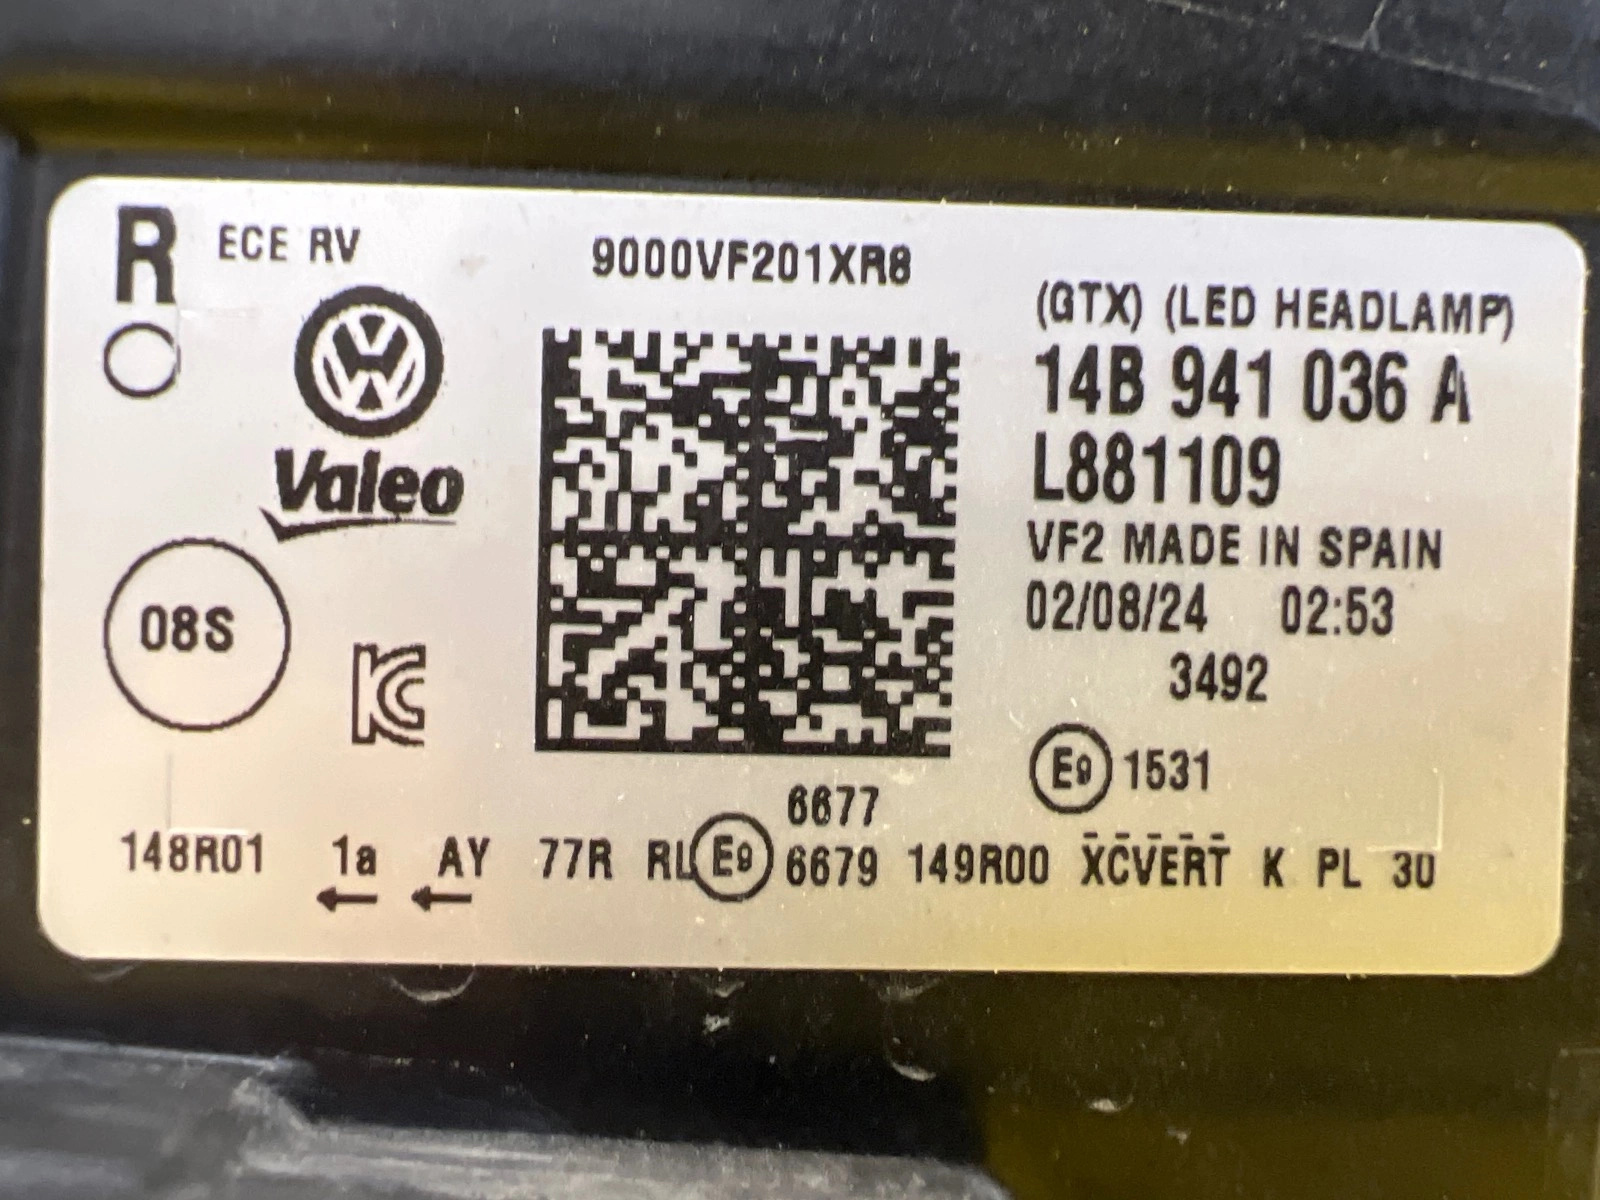 R ECE RV
9000VF201XR8
(GTX) (LED HEADLAMP)
14B 941 036 A
L881109
Valeo
VF2 MADE IN SPAIN
02/08/24 02:53
08S
3492
E9 1531
6677
148R01 1a AY 77R RL E9 6679 149R00 XCVERT K PL 30